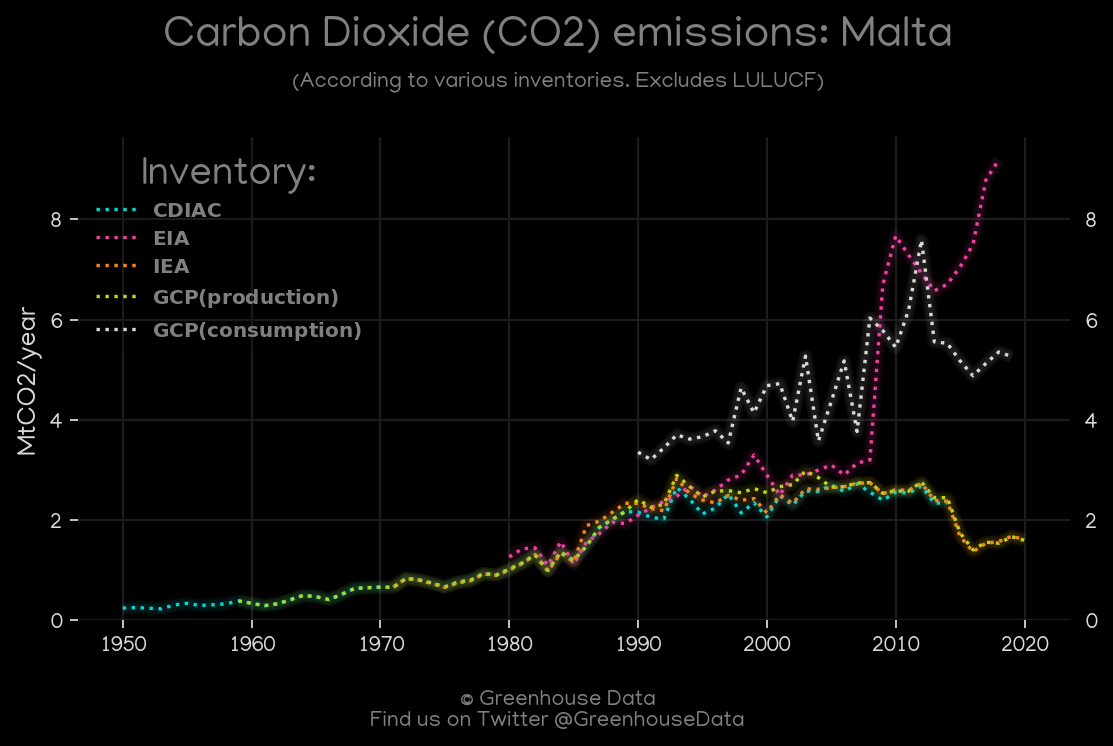 Carbon Dioxide (CO2) emissions: Malta
(According to various inventories. Excludes LULUCF)
Inventory:
CDIAC
EIA
IEA
GCP(production)
GCP(consumption)
MtCO2/year
8
6
4
2
0
8
6
4
2
0
1950 1960 1970 1980 1990 2000 2010 2020
© Greenhouse Data
Find us on Twitter @GreenhouseData